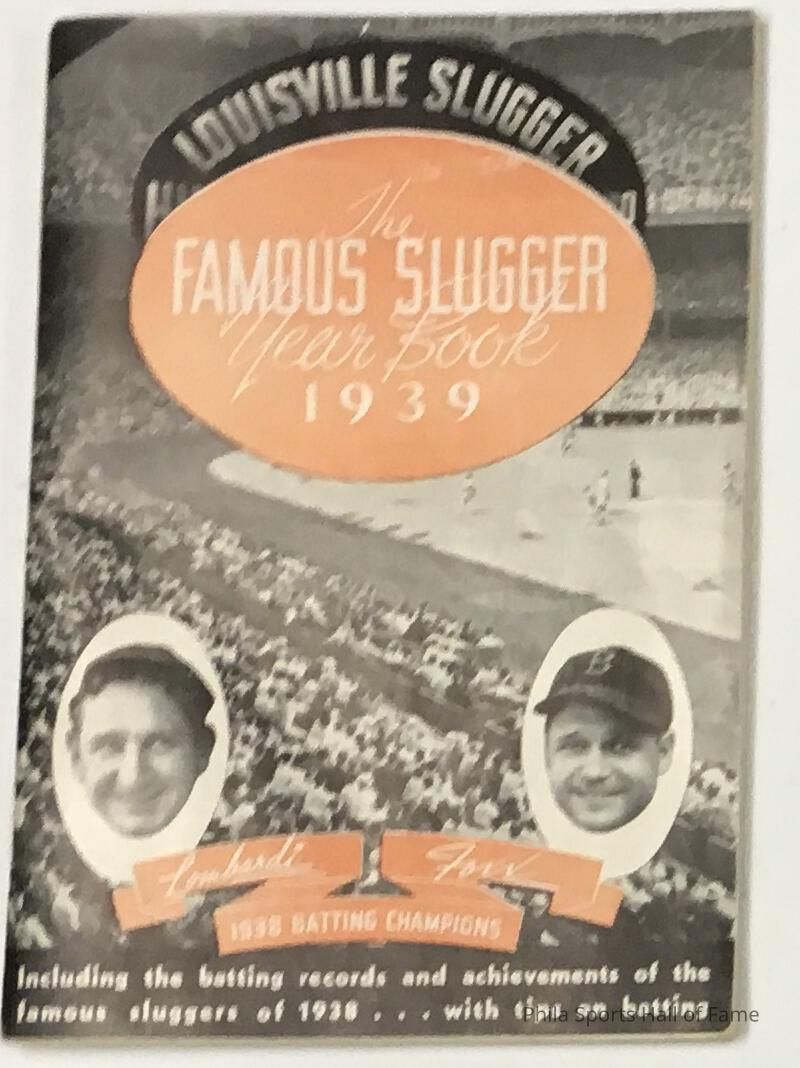 LOUISVILLE SLUGGER
The
FAMOUS SLUGGER
Year Book
1939
Lombardi
Foxx
1938 BATTING CHAMPIONS
Including the batting records and achievements of the
famous sluggers of 1938 . . . with tips on batting
Phila Sports Hall of Fame